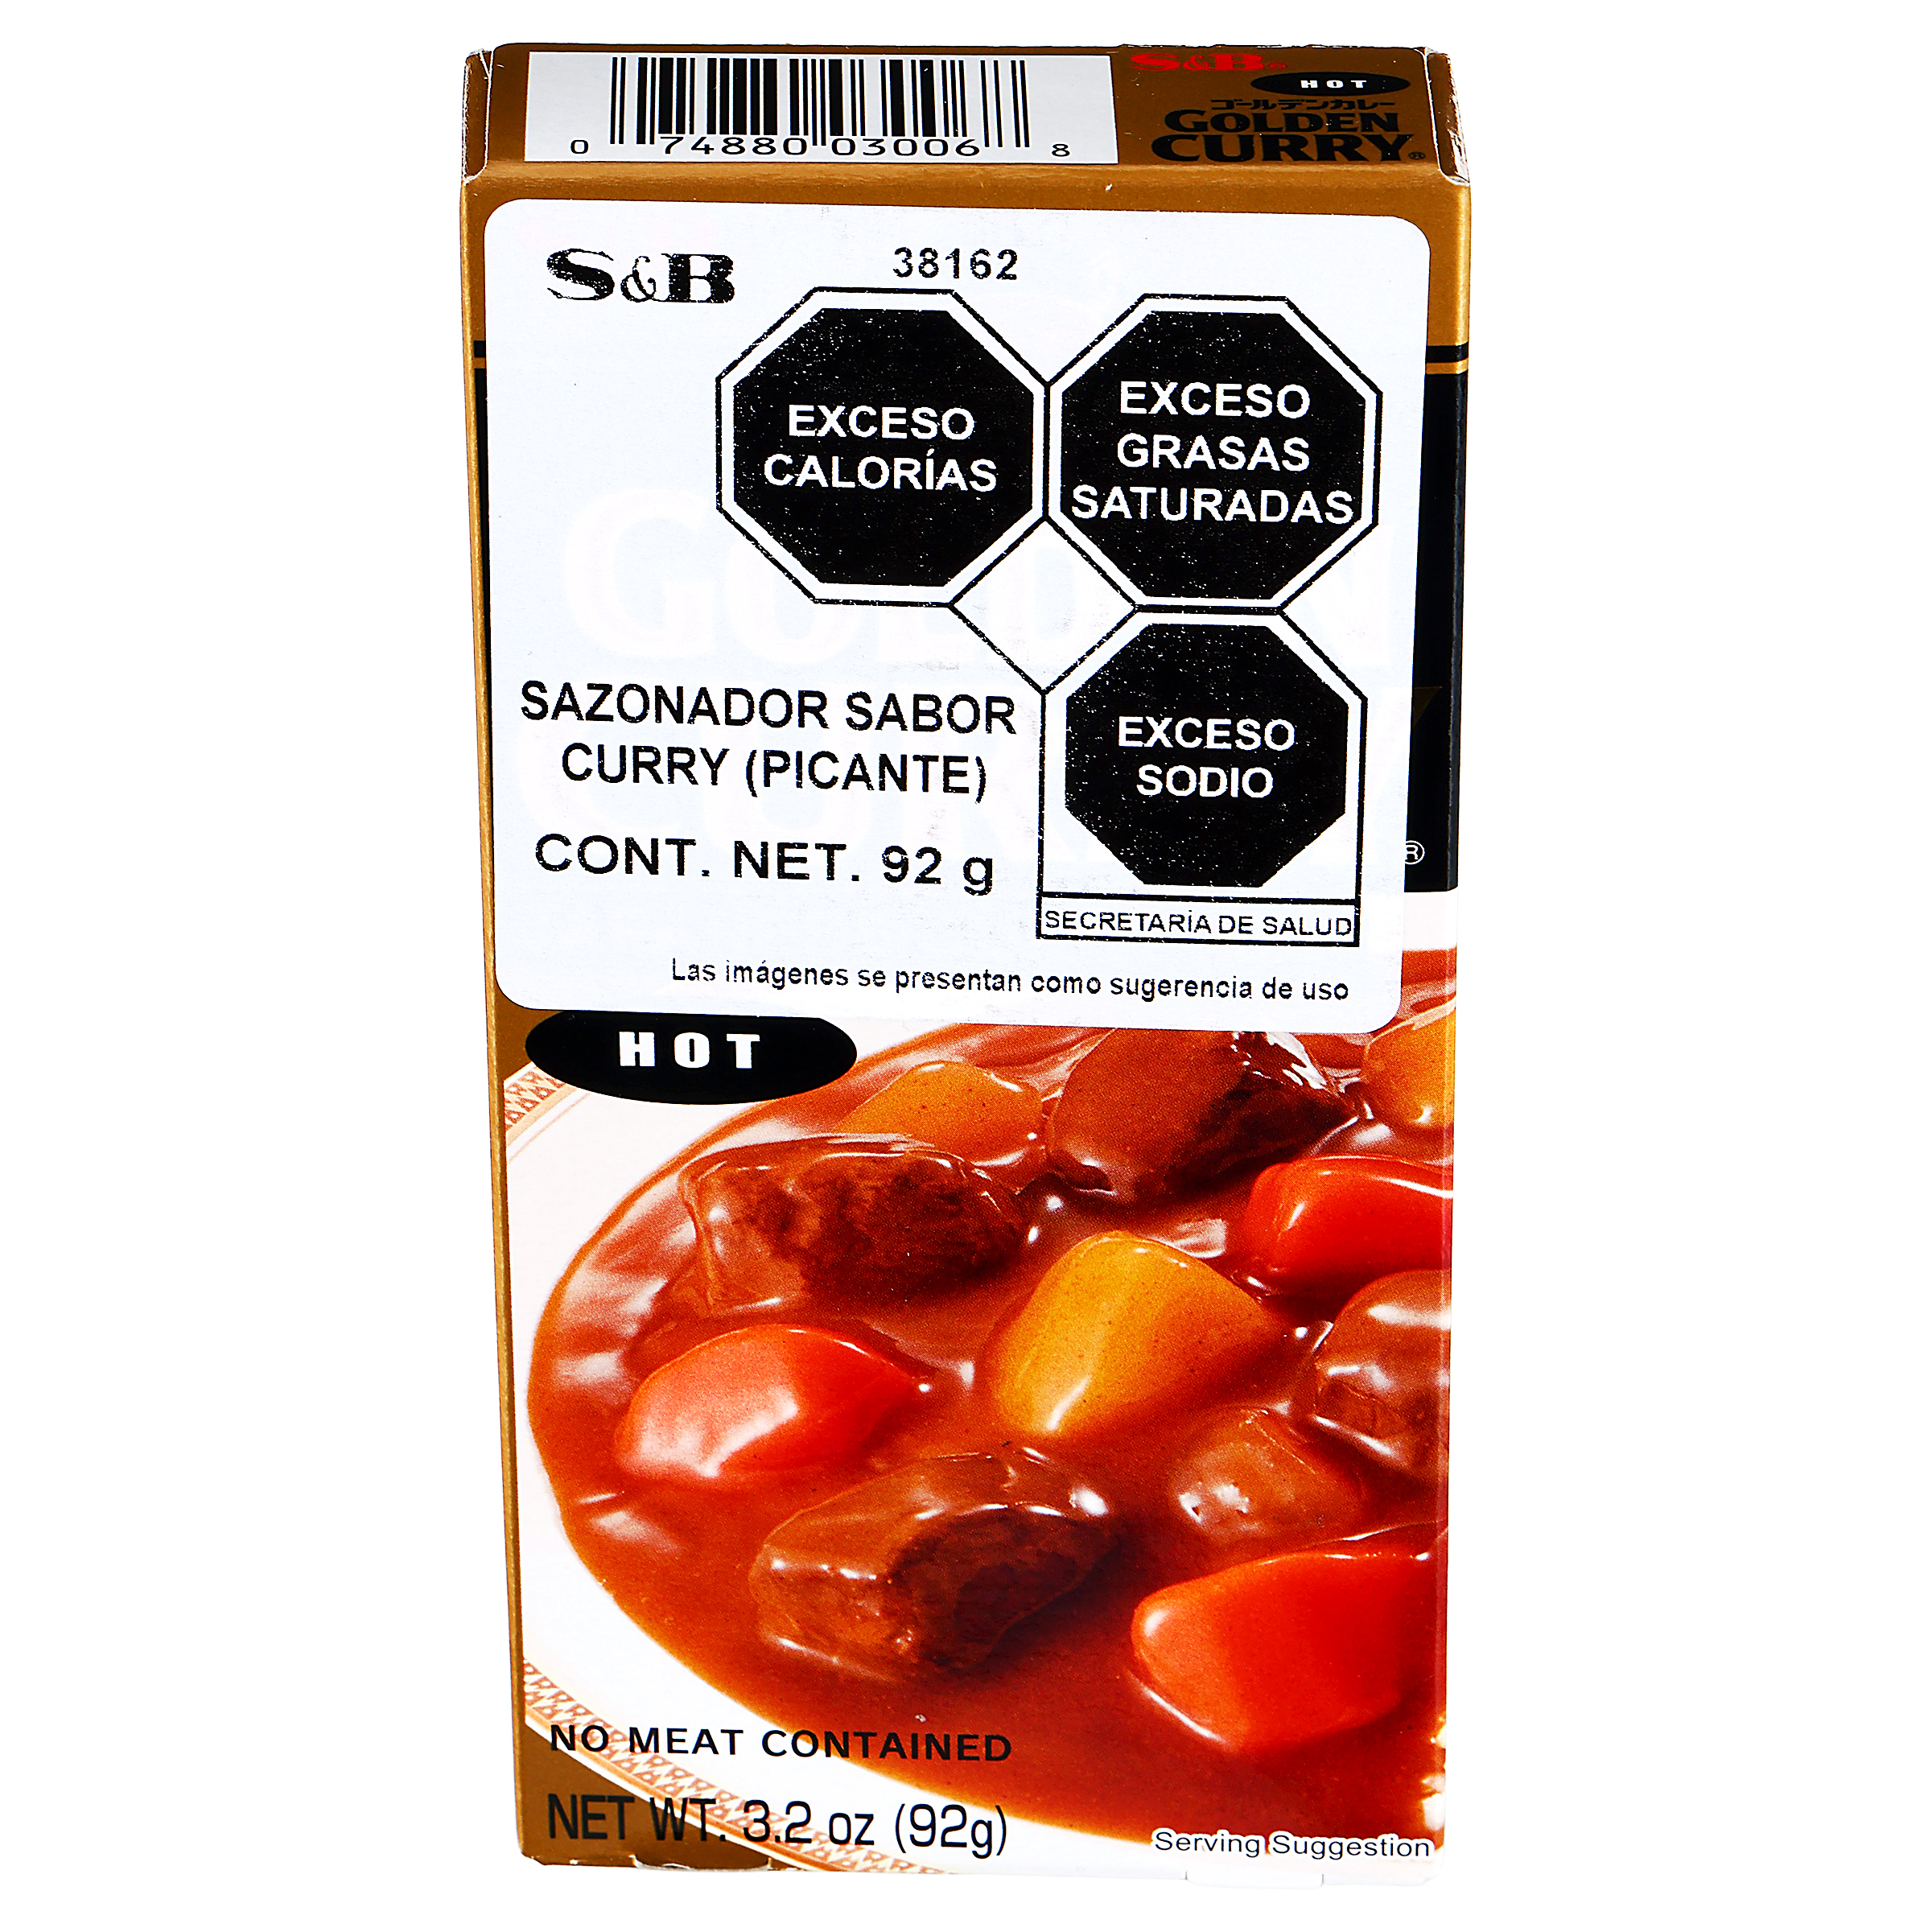 0 74880 03006 8
S&B®
HOT
ゴールデンカレー
GOLDEN
CURRY®
S&B
38162
EXCESO
CALORÍAS
EXCESO
GRASAS
SATURADAS
SAZONADOR SABOR
CURRY (PICANTE)
CONT. NET. 92 g
EXCESO
SODIO
SECRETARÍA DE SALUD
Las imágenes se presentan como sugerencia de uso
®
HOT
NO MEAT CONTAINED
NET WT. 3.2 oz (92g)
Serving Suggestion